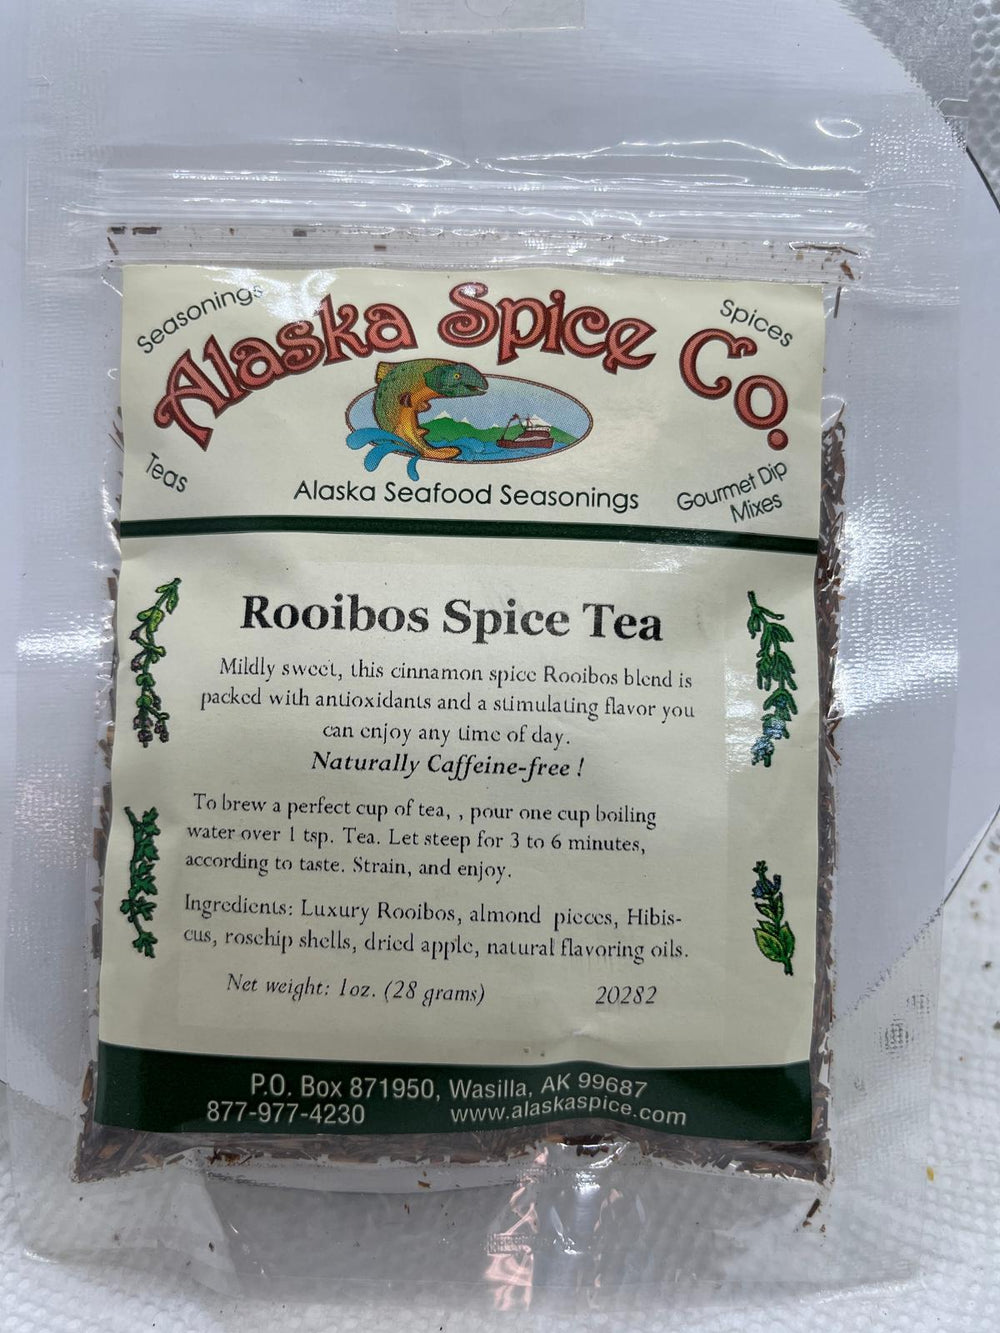 Seasonings
Spices
Alaska Spice Co.
Teas
Alaska Seafood Seasonings
Gourmet Dip
Mixes
Rooibos Spice Tea
Mildly sweet, this cinnamon spice Rooibos blend is
packed with antioxidants and a stimulating flavor you
can enjoy any time of day.
Naturally Caffeine-free !
To brew a perfect cup of tea, , pour one cup boiling
water over 1 tsp. Tea. Let steep for 3 to 6 minutes,
according to taste. Strain, and enjoy.
Ingredients: Luxury Rooibos, almond pieces, Hibis-
cus, rosehip shells, dried apple, natural flavoring oils.
Net weight: 1oz. (28 grams) 20282
P.O. Box 871950, Wasilla, AK 99687
877-977-4230 www.alaskaspice.com